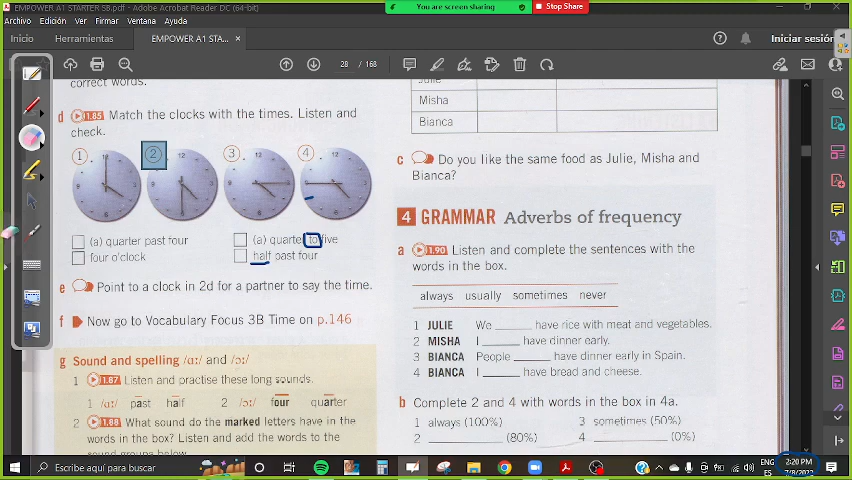 EMPOWER A1 STARTER SB.pdf - Adobe Acrobat Reader DC (64-bit)
You are screen sharing
Stop Share
Archivo Edición Ver Firmar Ventana Ayuda
Inicio Herramientas EMPOWER A1 STA... × Iniciar sesión
28 / 168
correct words.
d 1.85 Match the clocks with the times. Listen and
check.
1 2 3 4
(a) quarter past four
(a) quarter to five
four o'clock
half past four
e Point to a clock in 2d for a partner to say the time.
f Now go to Vocabulary Focus 3B Time on p.146
g Sound and spelling /ɑː/ and /ɔː/
1 1.87 Listen and practise these long sounds.
1 /ɑː/ past half 2 /ɔː/ four quarter
2 1.88 What sound do the marked letters have in
the words in the box? Listen and add the words to the
sound groups below.
Julie
Misha
Bianca
c Do you like the same food as Julie, Misha and
Bianca?
4 GRAMMAR Adverbs of frequency
a 1.90 Listen and complete the sentences with the
words in the box.
always usually sometimes never
1 JULIE We ______ have rice with meat and vegetables.
2 MISHA I ______ have dinner early.
3 BIANCA People ______ have dinner early in Spain.
4 BIANCA I ______ have bread and cheese.
b Complete 2 and 4 with words in the box in 4a.
1 always (100%) 3 sometimes (50%)
2 ____________ (80%) 4 ____________ (0%)
Escribe aquí para buscar
ENG
ES
2:20 PM